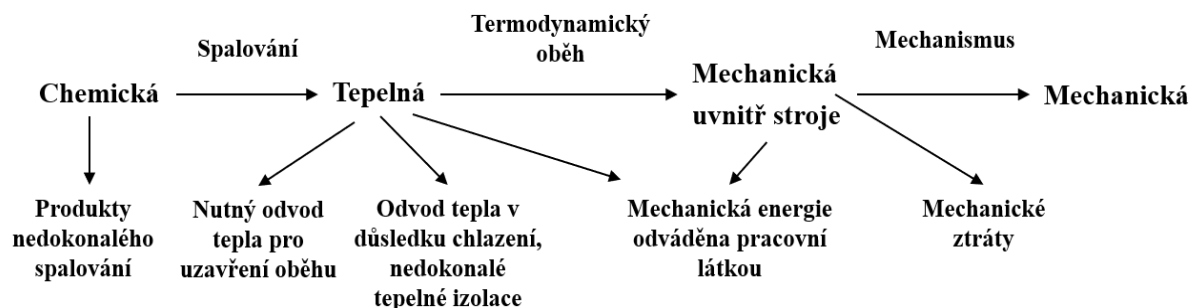 Spalování
Termodynamický
oběh
Mechanismus
Chemická
Tepelná
Mechanická
uvnitř stroje
Mechanická
Produkty
nedokonalého
spalování
Nutný odvod
tepla pro
uzavření oběhu
Odvod tepla v
důsledku chlazení,
nedokonalé
tepelné izolace
Mechanická energie
odváděna pracovní
látkou
Mechanické
ztráty